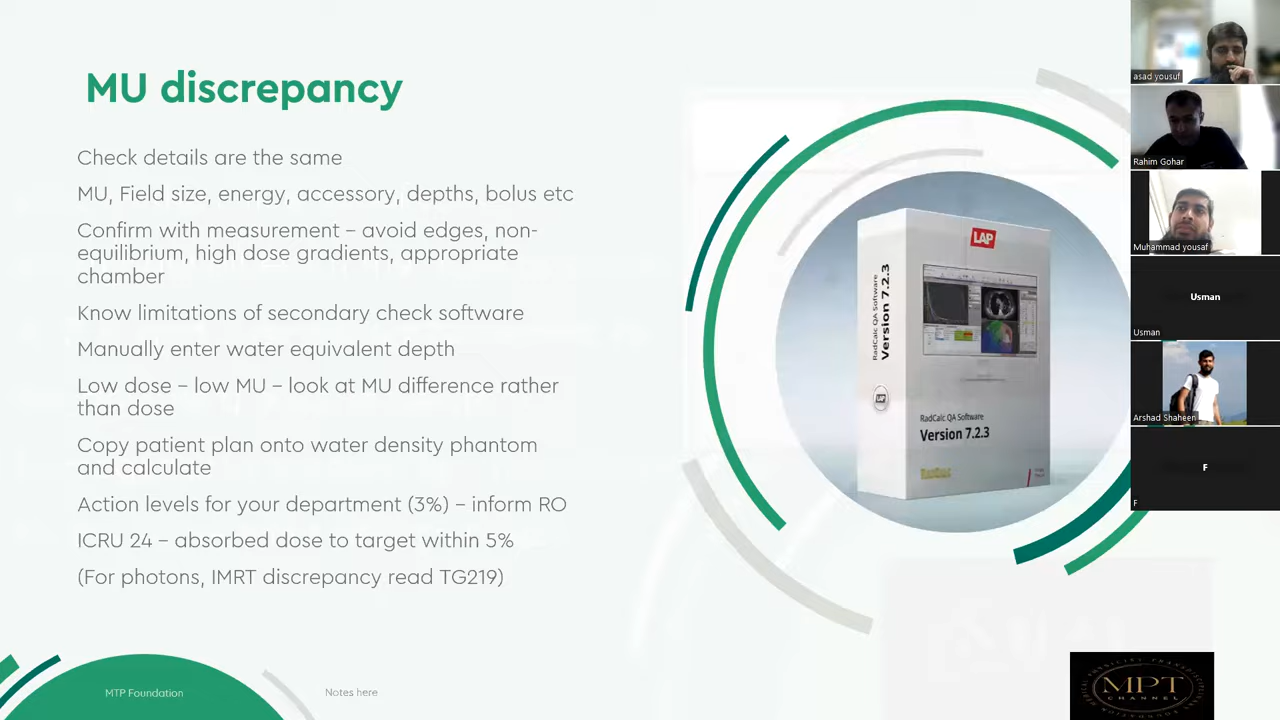 MU discrepancy
Check details are the same
MU, Field size, energy, accessory, depths, bolus etc
Confirm with measurement – avoid edges, non-
equilibrium, high dose gradients, appropriate
chamber
Know limitations of secondary check software
Manually enter water equivalent depth
Low dose – low MU – look at MU difference rather
than dose
Copy patient plan onto water density phantom
and calculate
Action levels for your department (3%) – inform RO
ICRU 24 – absorbed dose to target within 5%
(For photons, IMRT discrepancy read TG219)
MTP Foundation
Notes here
LAP
RadCalc QA Software
Version 7.2.3
LAP
RadCalc QA Software
Version 7.2.3
asad yousuf
Rahim Gohar
Muhammad yousaf
Usman
Usman
Arshad Shaheen
F
F
MPT
CHANNEL